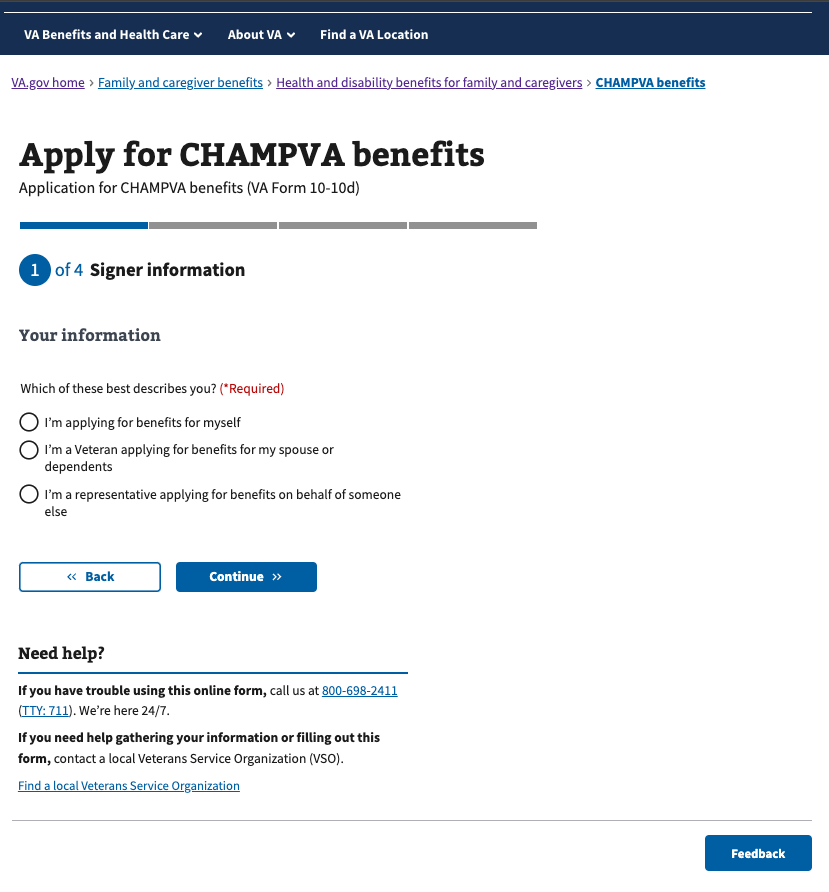 VA Benefits and Health Care About VA Find a VA Location
VA.gov home › Family and caregiver benefits › Health and disability benefits for family and caregivers › CHAMPVA benefits
Apply for CHAMPVA benefits
Application for CHAMPVA benefits (VA Form 10-10d)
1 of 4 Signer information
Your information
Which of these best describes you? (*Required)
I’m applying for benefits for myself
I’m a Veteran applying for benefits for my spouse or
dependents
I’m a representative applying for benefits on behalf of someone
else
« Back Continue »
Need help?
If you have trouble using this online form, call us at 800-698-2411
(TTY: 711). We’re here 24/7.
If you need help gathering your information or filling out this
form, contact a local Veterans Service Organization (VSO).
Find a local Veterans Service Organization
Feedback